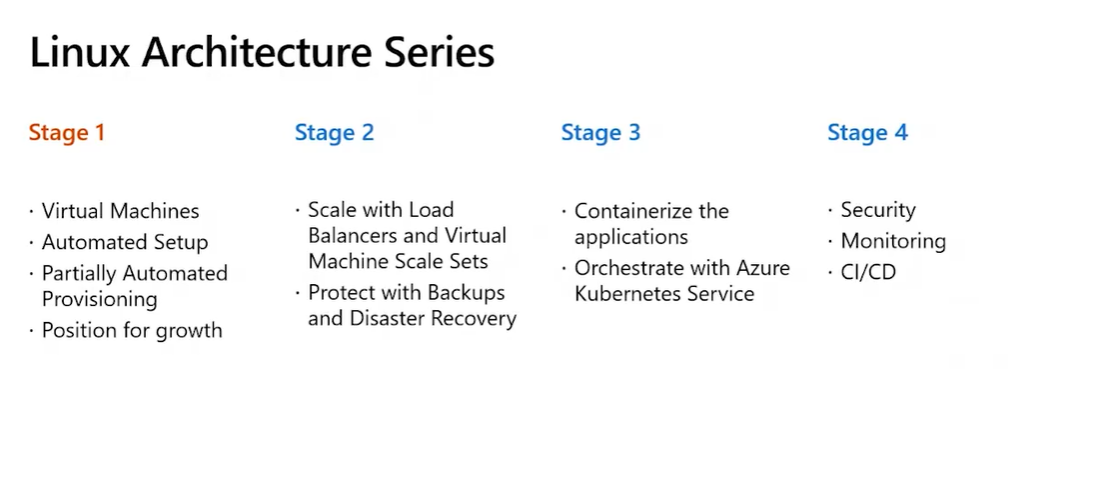 Linux Architecture Series
Stage 1
· Virtual Machines
· Automated Setup
· Partially Automated
Provisioning
· Position for growth
Stage 2
· Scale with Load
Balancers and Virtual
Machine Scale Sets
· Protect with Backups
and Disaster Recovery
Stage 3
· Containerize the
applications
· Orchestrate with Azure
Kubernetes Service
Stage 4
· Security
· Monitoring
· CI/CD